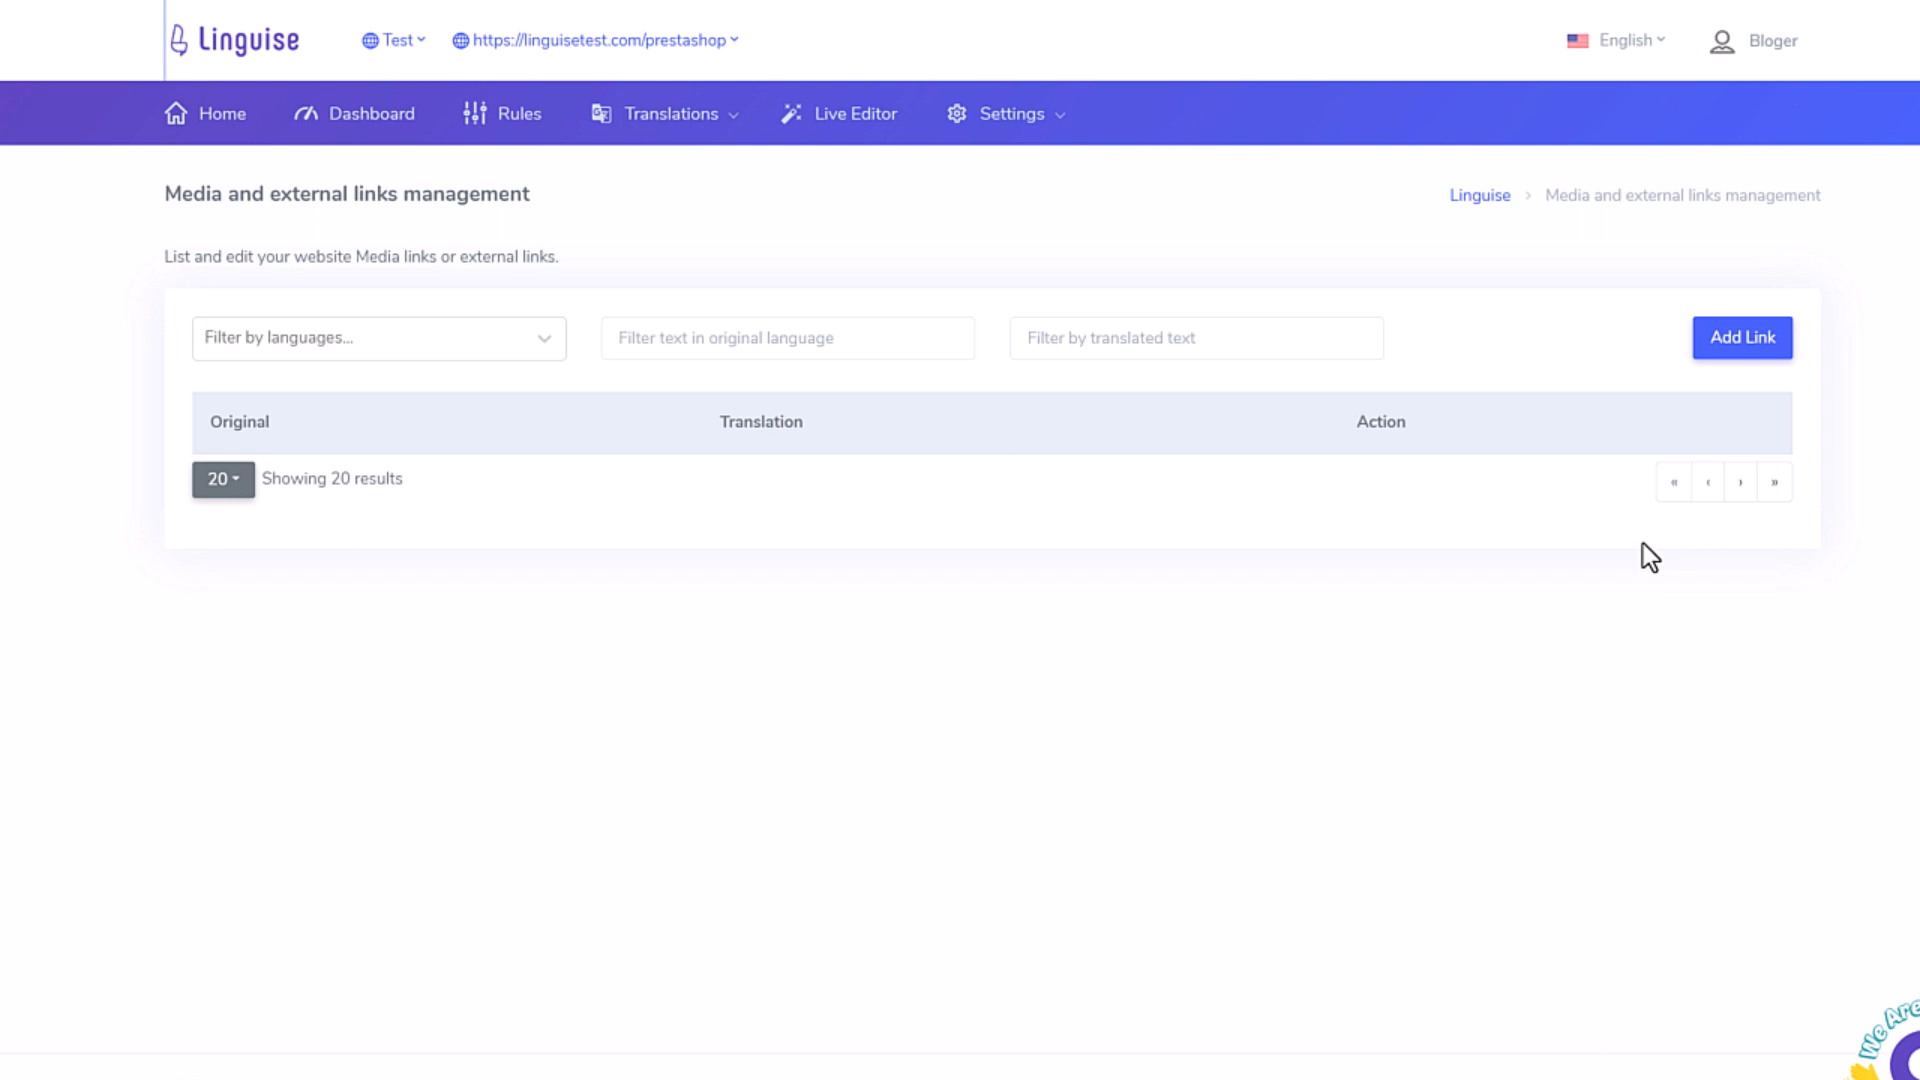 Linguise
Test
https://linguisetest.com/prestashop
English
Bloger
Home
Dashboard
Rules
Translations
Live Editor
Settings
Media and external links management
Linguise > Media and external links management
List and edit your website Media links or external links.
Filter by languages...
Filter text in original language
Filter by translated text
Add Link
Original
Translation
Action
20
Showing 20 results
« ‹ › »
We Are